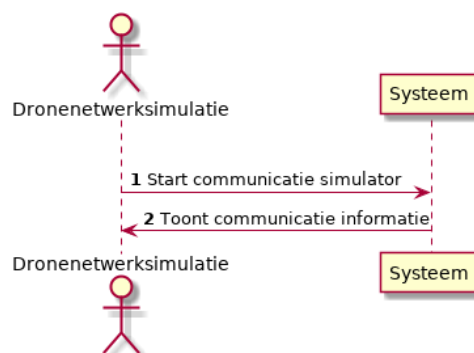 Dronenetwerksimulatie
Systeem
1 Start communicatie simulator
2 Toont communicatie informatie
Dronenetwerksimulatie
Systeem